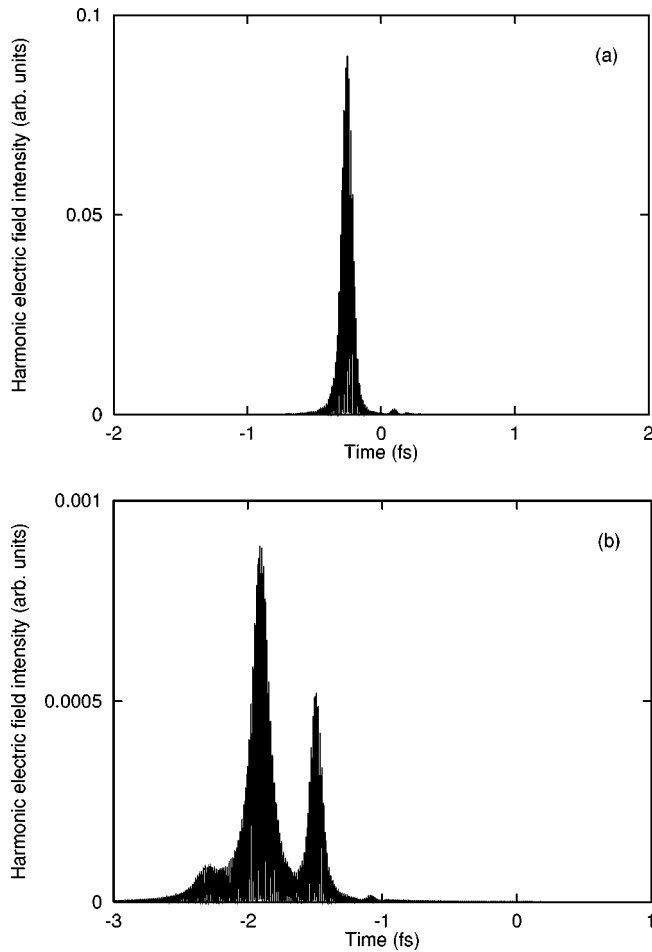 0.1
(a)
Harmonic electric field intensity (arb. units)
0.05
0
-2
-1
0
1
2
Time (fs)
0.001
(b)
Harmonic electric field intensity (arb. units)
0.0005
0
-3
-2
-1
0
1
Time (fs)